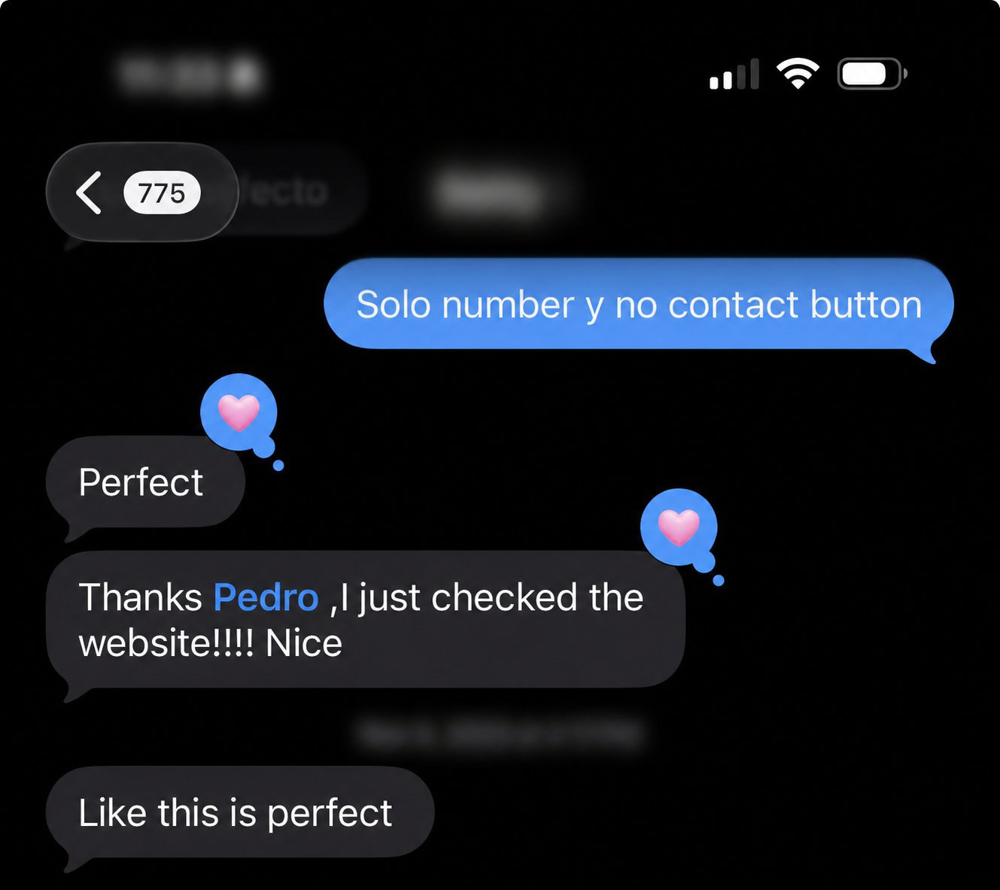 775
Solo number y no contact button
Perfect
Thanks Pedro ,I just checked the
website!!!! Nice
Like this is perfect